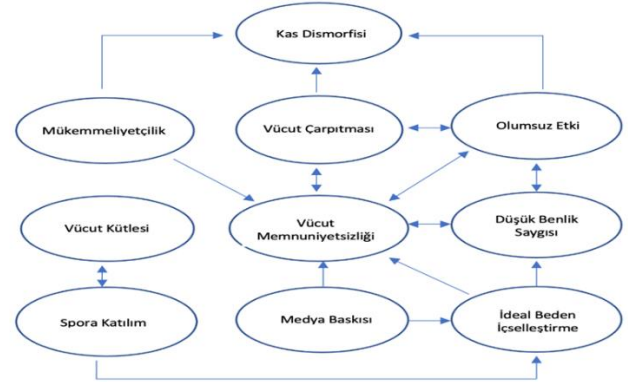 Kas Dismorfisi
Mükemmeliyetçilik
Vücut Çarpıtması
Olumsuz Etki
Vücut Kütlesi
Vücut
Memnuniyetsizliği
Düşük Benlik
Saygısı
Spora Katılım
Medya Baskısı
İdeal Beden
İçselleştirme